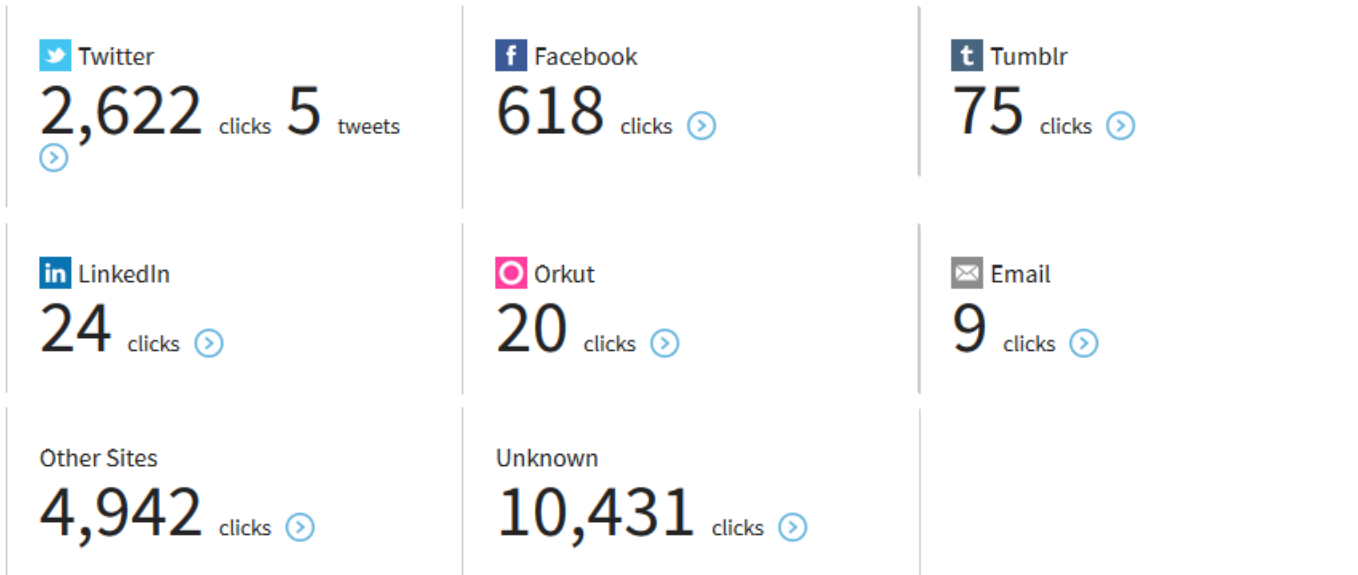 Twitter
2,622 clicks 5 tweets
Facebook
618 clicks
Tumblr
75 clicks
LinkedIn
24 clicks
Orkut
20 clicks
Email
9 clicks
Other Sites
4,942 clicks
Unknown
10,431 clicks